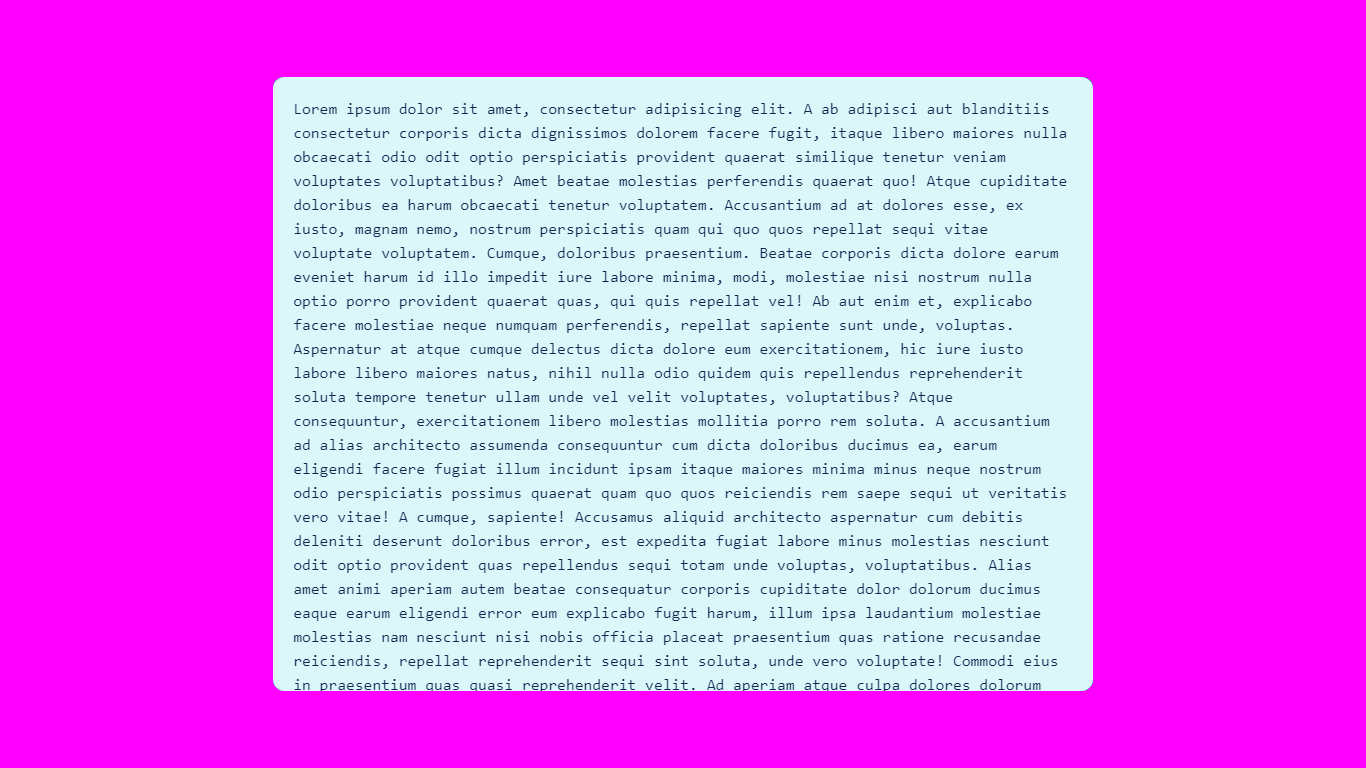 Lorem ipsum dolor sit amet, consectetur adipisicing elit. A ab adipisci aut blanditiis
consectetur corporis dicta dignissimos dolorem facere fugit, itaque libero maiores nulla
obcaecati odio odit optio perspiciatis provident quaerat similique tenetur veniam
voluptates voluptatibus? Amet beatae molestias perferendis quaerat quo! Atque cupiditate
doloribus ea harum obcaecati tenetur voluptatem. Accusantium ad at dolores esse, ex
iusto, magnam nemo, nostrum perspiciatis quam qui quo quos repellat sequi vitae
voluptate voluptatem. Cumque, doloribus praesentium. Beatae corporis dicta dolore earum
eveniet harum id illo impedit iure labore minima, modi, molestiae nisi nostrum nulla
optio porro provident quaerat quas, qui quis repellat vel! Ab aut enim et, explicabo
facere molestiae neque numquam perferendis, repellat sapiente sunt unde, voluptas.
Aspernatur at atque cumque delectus dicta dolore eum exercitationem, hic iure iusto
labore libero maiores natus, nihil nulla odio quidem quis repellendus reprehenderit
soluta tempore tenetur ullam unde vel velit voluptates, voluptatibus? Atque
consequuntur, exercitationem libero molestias mollitia porro rem soluta. A accusantium
ad alias architecto assumenda consequuntur cum dicta doloribus ducimus ea, earum
eligendi facere fugiat illum incidunt ipsam itaque maiores minima minus neque nostrum
odio perspiciatis possimus quaerat quam quo quos reiciendis rem saepe sequi ut veritatis
vero vitae! A cumque, sapiente! Accusamus aliquid architecto aspernatur cum debitis
deleniti deserunt doloribus error, est expedita fugiat labore minus molestias nesciunt
odit optio provident quas repellendus sequi totam unde voluptas, voluptatibus. Alias
amet animi aperiam autem beatae consequatur corporis cupiditate dolor dolorum ducimus
eaque earum eligendi error eum explicabo fugit harum, illum ipsa laudantium molestiae
molestias nam nesciunt nisi nobis officia placeat praesentium quas ratione recusandae
reiciendis, repellat reprehenderit sequi sint soluta, unde vero voluptate! Commodi eius
in praesentium quas quasi reprehenderit velit. Ad aperiam atque culpa dolores dolorum